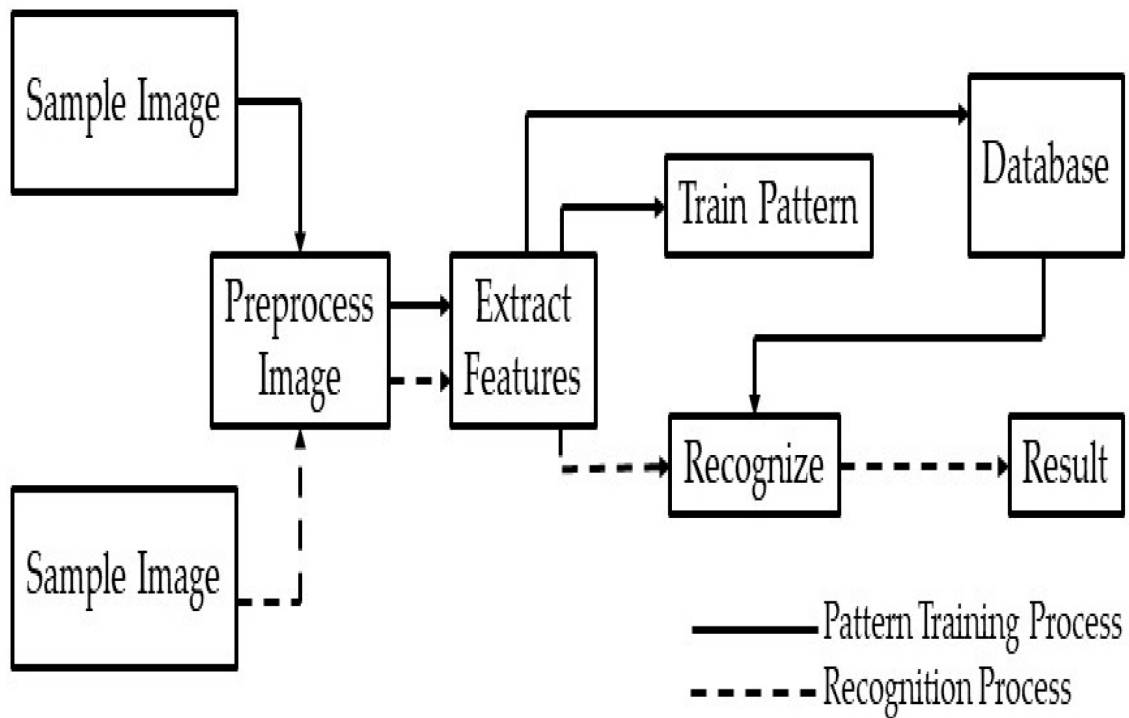 Sample Image
Database
Train Pattern
Preprocess
Image
Extract
Features
Recognize
Result
Sample Image
Pattern Training Process
Recognition Process